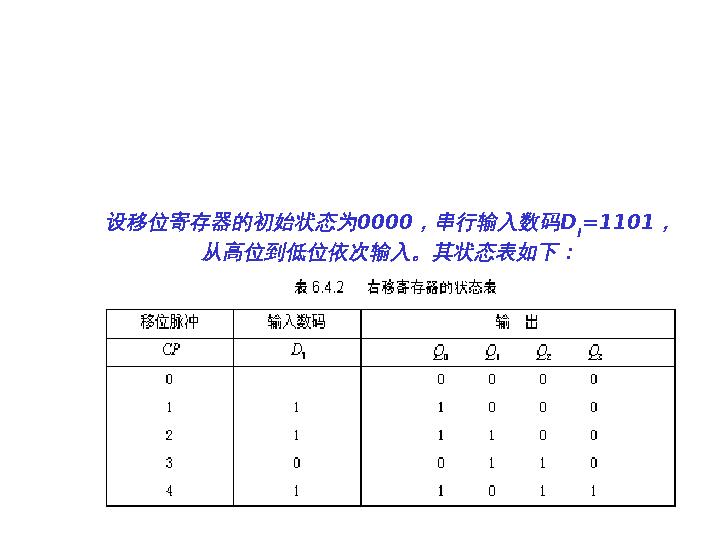 设移位寄存器的初始状态为0000，串行输入数码DI=1101，
从高位到低位依次输入。其状态表如下：
表 6.4.2 右移寄存器的状态表
移位脉冲 输入数码 输 出
CP DI Q0 Q1 Q2 Q3
0 0 0 0 0
1 1 1 0 0 0
2 1 1 1 0 0
3 0 0 1 1 0
4 1 1 0 1 1